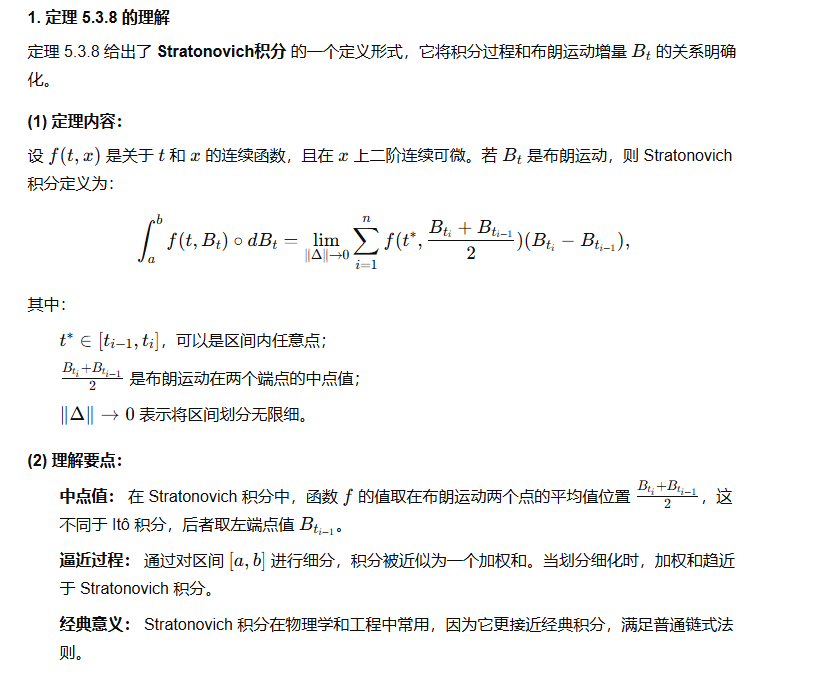 1. 定理 5.3.8 的理解
定理 5.3.8 给出了 Stratonovich积分 的一个定义形式，它将积分过程和布朗运动增量 $B_t$ 的关系明确
化。
(1) 定理内容：
设 $f(t, x)$ 是关于 $t$ 和 $x$ 的连续函数，且在 $x$ 上二阶连续可微。若 $B_t$ 是布朗运动，则 Stratonovich
积分定义为：
$\int_a^b f(t, B_t) \circ dB_t = \lim_{\|\Delta\| \to 0} \sum_{i=1}^n f(t^*, \frac{B_{t_i} + B_{t_{i-1}}}{2})(B_{t_i} - B_{t_{i-1}}),$
其中：
$t^* \in [t_{i-1}, t_i]$，可以是区间内任意点；
$\frac{B_{t_i} + B_{t_{i-1}}}{2}$ 是布朗运动在两个端点的中点值；
$\|\Delta\| \to 0$ 表示将区间划分无限细。
(2) 理解要点：
中点值： 在 Stratonovich 积分中，函数 $f$ 的值取在布朗运动两个点的平均值位置 $\frac{B_{t_i} + B_{t_{i-1}}}{2}$，这
不同于 Itô 积分，后者取左端点值 $B_{t_{i-1}}$。
逼近过程： 通过对区间 $[a, b]$ 进行细分，积分被近似为一个加权和。当划分细化时，加权和趋近
于 Stratonovich 积分。
经典意义： Stratonovich 积分在物理学和工程中常用，因为它更接近经典积分，满足普通链式法
则。